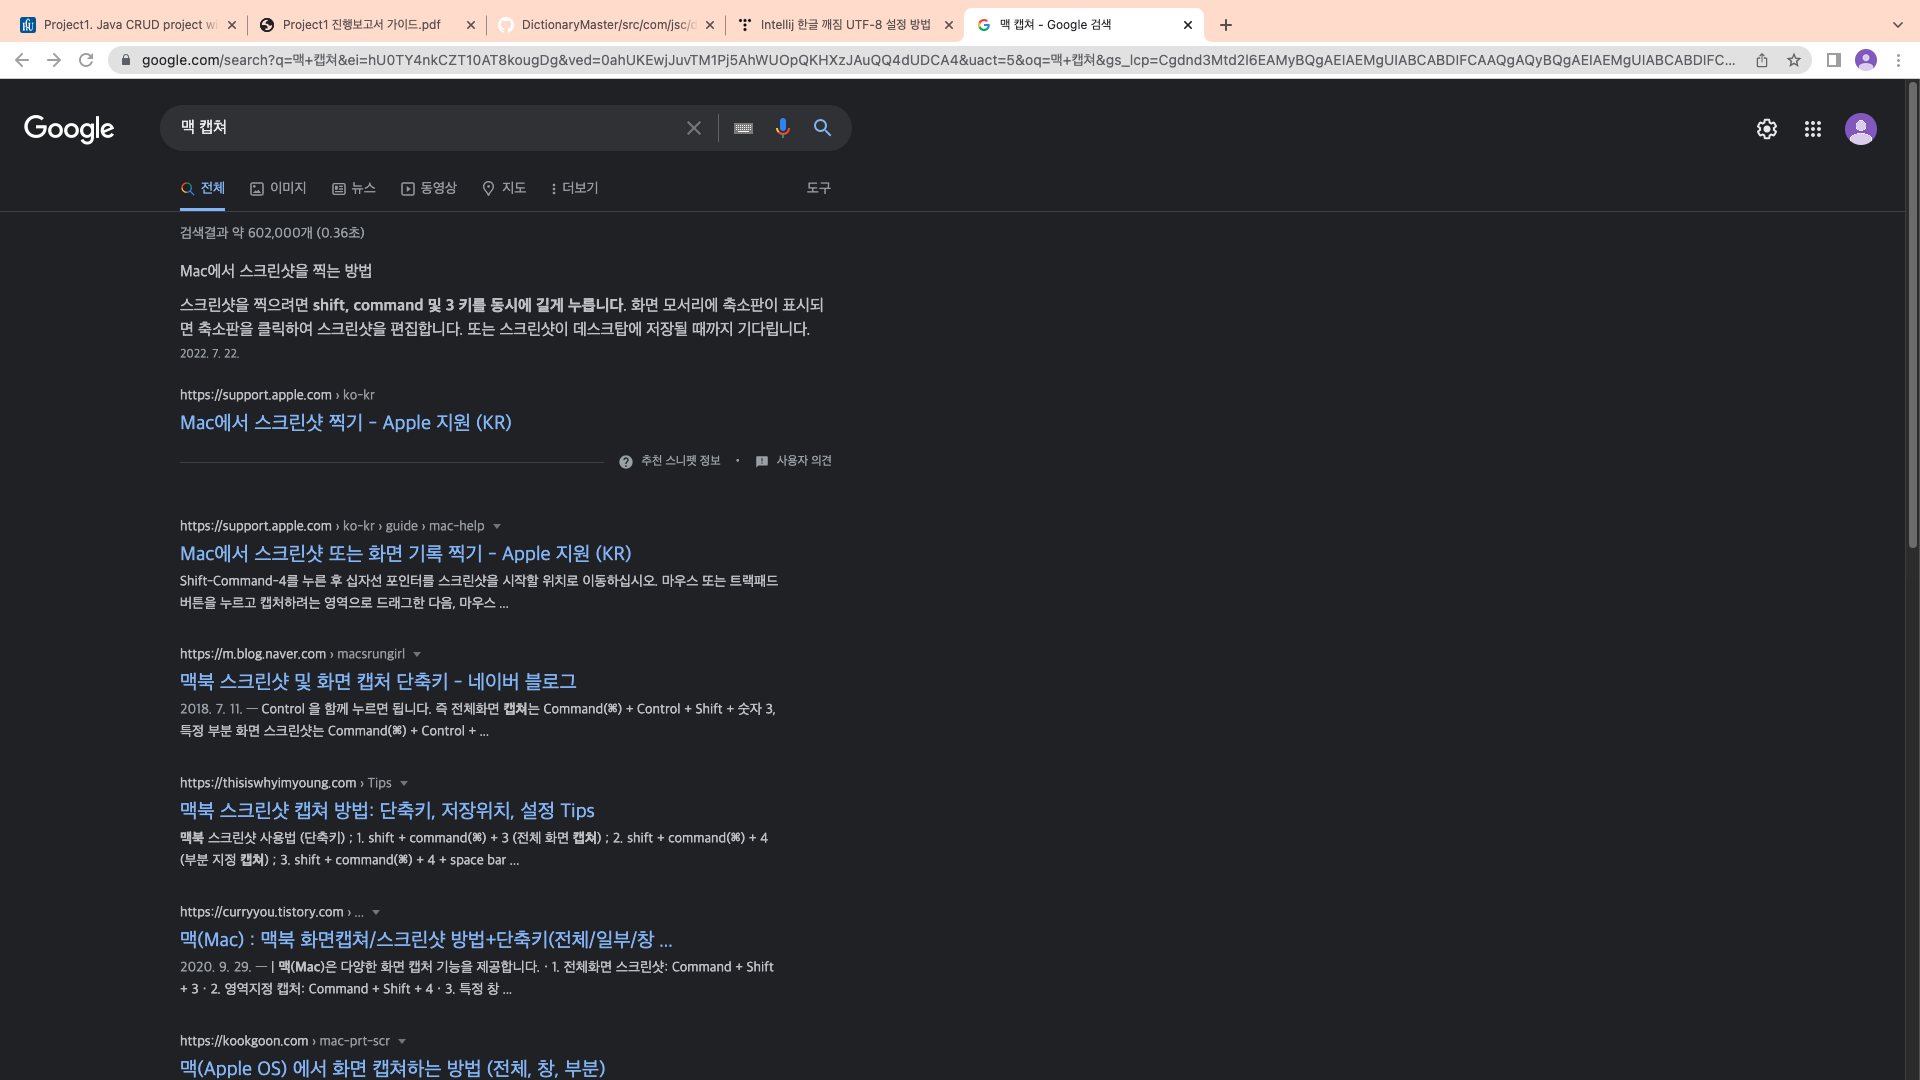 Project1. Java CRUD project wi
Project1 진행보고서 가이드.pdf
DictionaryMaster/src/com/jsc/d
Intellij 한글 깨짐 UTF-8 설정 방법
맥 캡쳐 - Google 검색
google.com/search?q=맥+캡쳐&ei=hU0TY4nkCZT10AT8kougDg&ved=0ahUKEwjJuvTM1Pj5AhWUOpQKHXzJAuQQ4dUDCA4&uact=5&oq=맥+캡쳐&gs_lcp=Cgdnd3Mtd2l6EAMyBQgAEIAEMgUIABCABDIFCAAQgAQyBQgAEIAEMgUIABCABDIFC...
Google
맥 캡쳐
전체
이미지
뉴스
동영상
지도
더보기
도구
검색결과 약 602,000개 (0.36초)
Mac에서 스크린샷을 찍는 방법
스크린샷을 찍으려면 shift, command 및 3 키를 동시에 길게 누릅니다. 화면 모서리에 축소판이 표시되
면 축소판을 클릭하여 스크린샷을 편집합니다. 또는 스크린샷이 데스크탑에 저장될 때까지 기다립니다.
2022. 7. 22.
https://support.apple.com › ko-kr
Mac에서 스크린샷 찍기 - Apple 지원 (KR)
추천 스니펫 정보 • 사용자 의견
https://support.apple.com › ko-kr › guide › mac-help
Mac에서 스크린샷 또는 화면 기록 찍기 - Apple 지원 (KR)
Shift-Command-4를 누른 후 십자선 포인터를 스크린샷을 시작할 위치로 이동하십시오. 마우스 또는 트랙패드
버튼을 누르고 캡처하려는 영역으로 드래그한 다음, 마우스 ...
https://m.blog.naver.com › macsrungirl
맥북 스크린샷 및 화면 캡처 단축키 - 네이버 블로그
2018. 7. 11. — Control 을 함께 누르면 됩니다. 즉 전체화면 캡쳐는 Command(⌘) + Control + Shift + 숫자 3,
특정 부분 화면 스크린샷는 Command(⌘) + Control + ...
https://thisiswhyimyoung.com › Tips
맥북 스크린샷 캡쳐 방법: 단축키, 저장위치, 설정 Tips
맥북 스크린샷 사용법 (단축키) ; 1. shift + command(⌘) + 3 (전체 화면 캡쳐) ; 2. shift + command(⌘) + 4
(부분 지정 캡쳐) ; 3. shift + command(⌘) + 4 + space bar ...
https://curryyou.tistory.com › ...
맥(Mac) : 맥북 화면캡쳐/스크린샷 방법+단축키(전체/일부/창 ...
2020. 9. 29. — | 맥(Mac)은 다양한 화면 캡처 기능을 제공합니다. · 1. 전체화면 스크린샷: Command + Shift
+ 3 · 2. 영역지정 캡처: Command + Shift + 4 · 3. 특정 창 ...
https://kookgoon.com › mac-prt-scr
맥(Apple OS) 에서 화면 캡쳐하는 방법 (전체, 창, 부분)